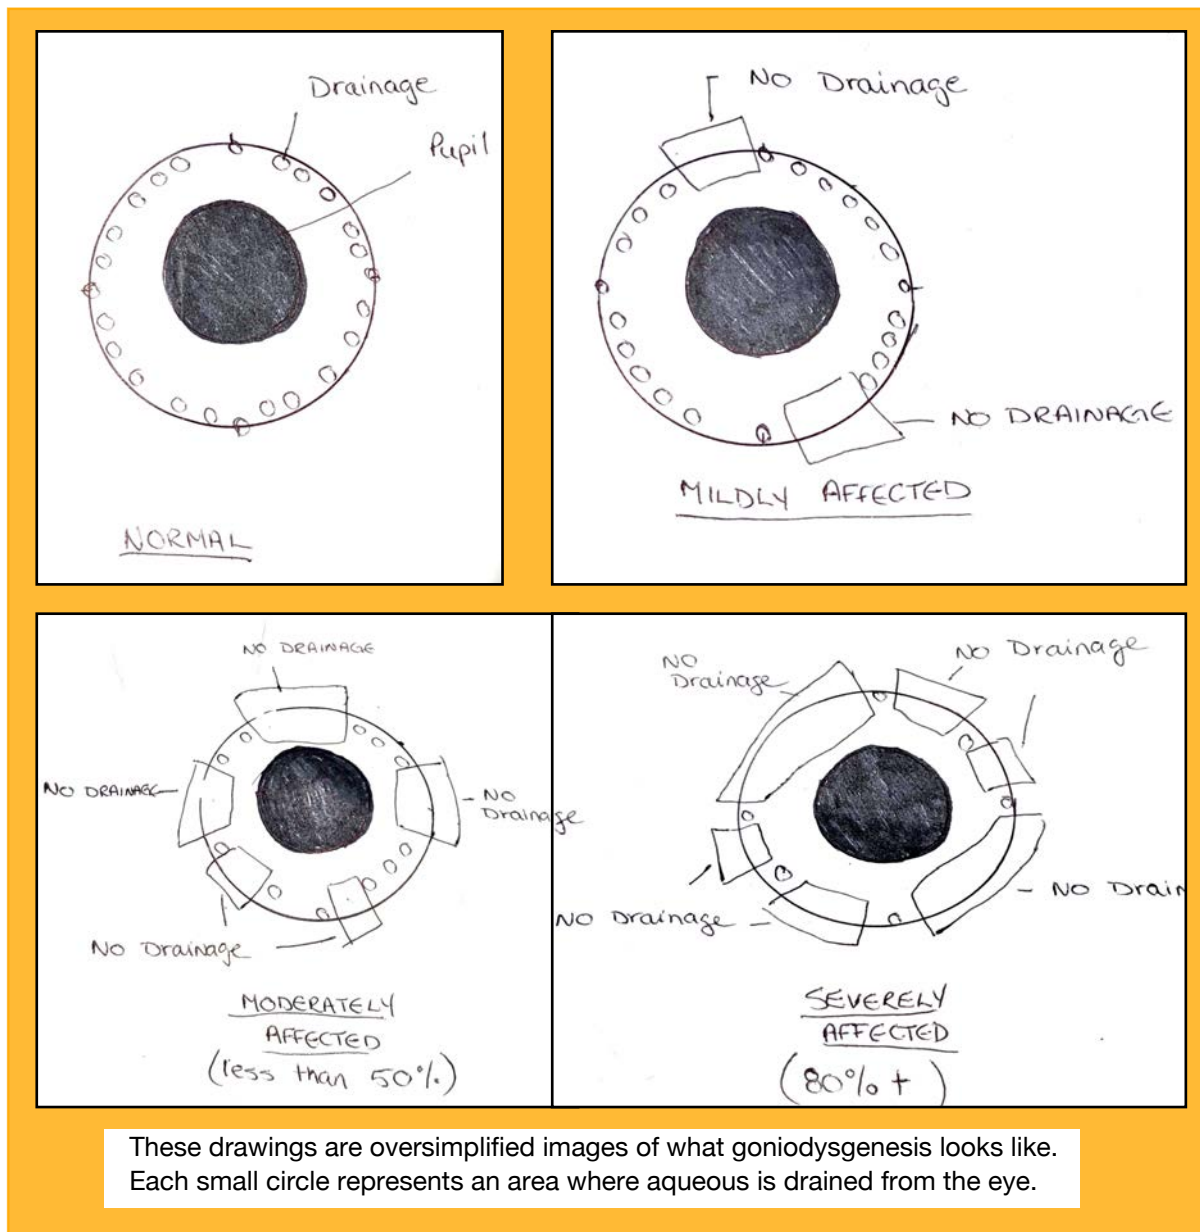 Drainage
Pupil
NORMAL
No Drainage
NO DRAINAGE
MILDLY AFFECTED
NO DRAINAGE
NO DRAINAGE
No
Drainage
No Drainage
MODERATELY
AFFECTED
(less than 50%)
NO
Drainage
No Drainage
No Drain
No Drainage
SEVERELY
AFFECTED
(80% +)
These drawings are oversimplified images of what goniodysgenesis looks like.
Each small circle represents an area where aqueous is drained from the eye.